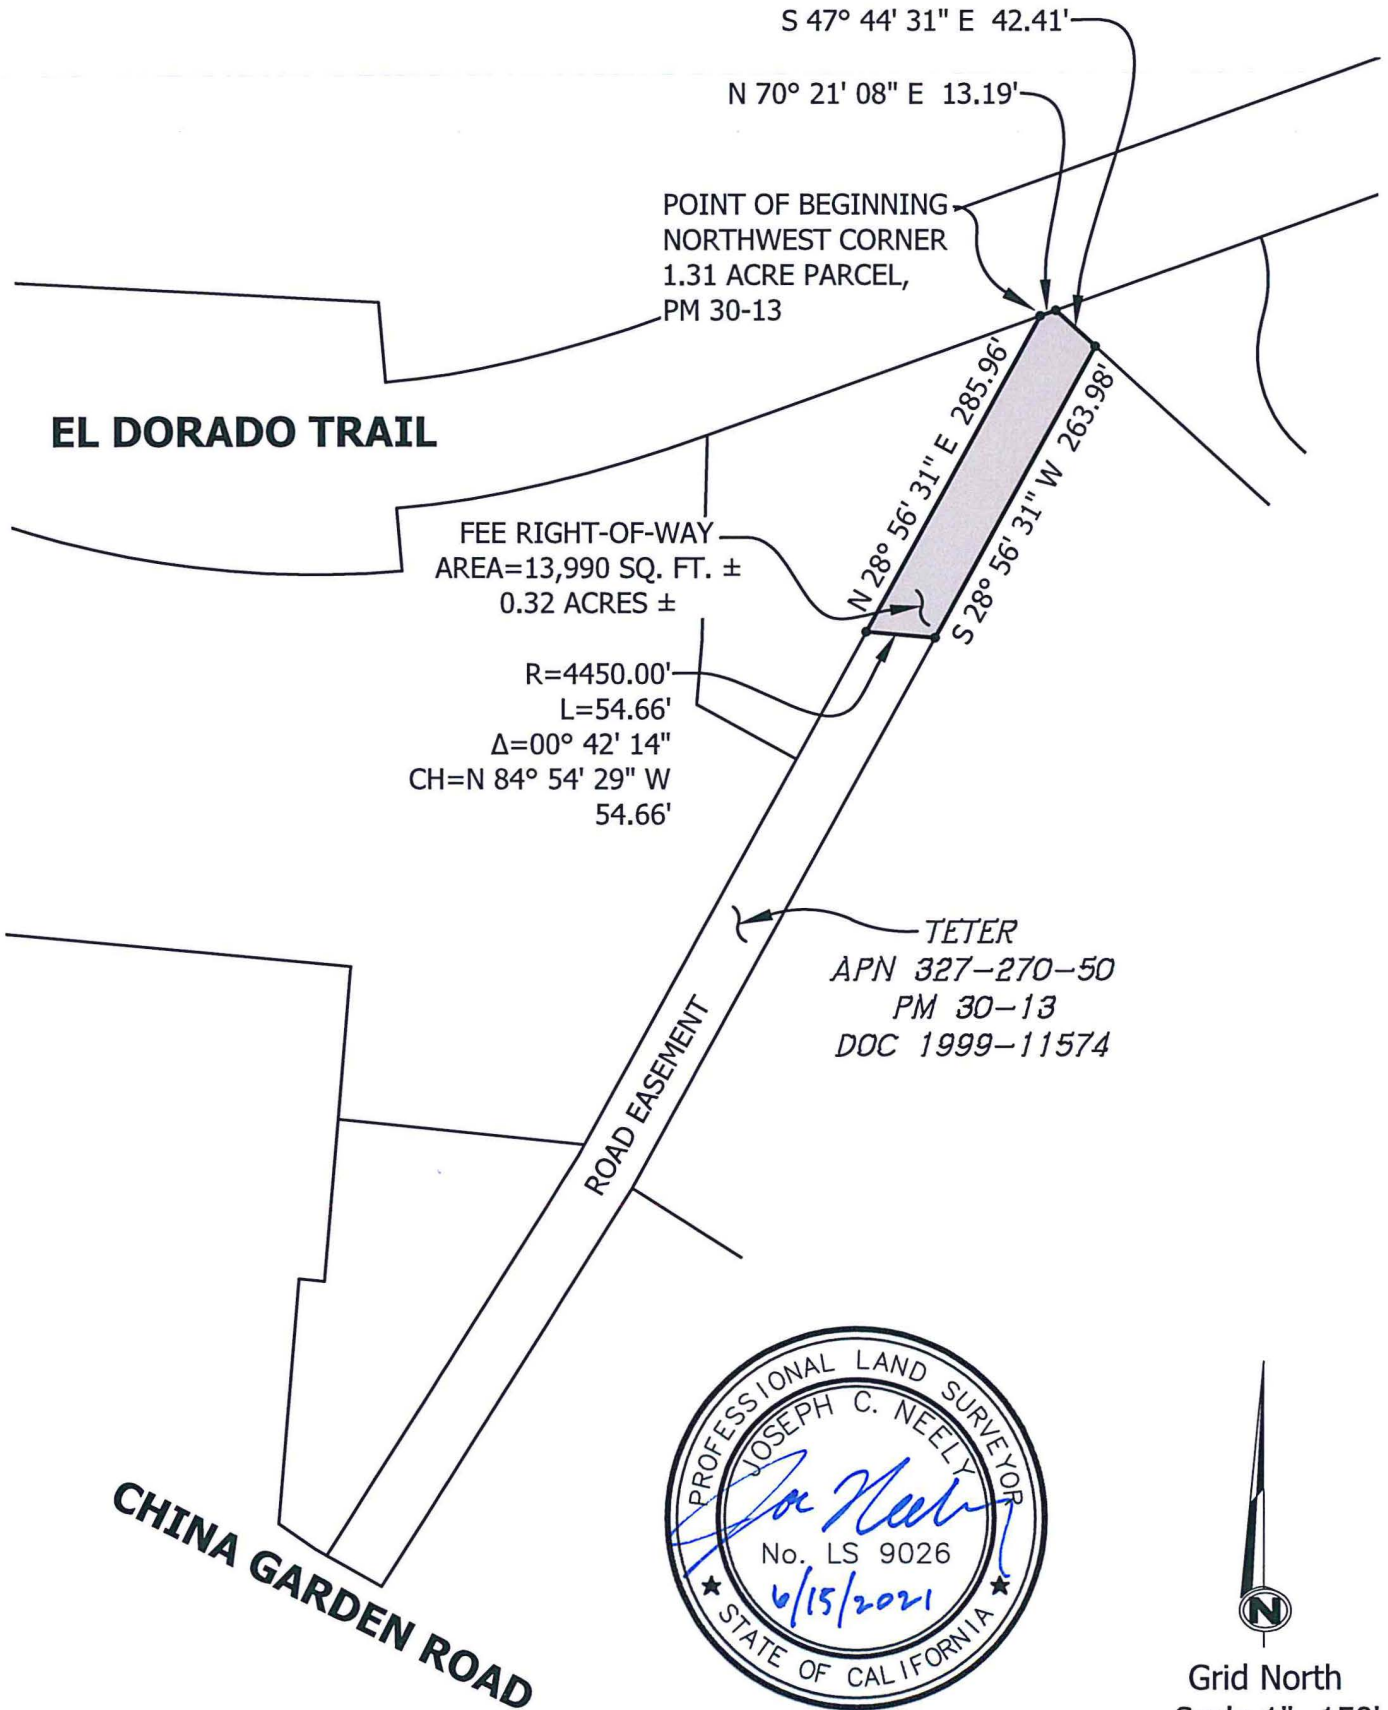 S 47° 44' 31" E 42.41'
N 70° 21' 08" E 13.19'
POINT OF BEGINNING
NORTHWEST CORNER
1.31 ACRE PARCEL,
PM 30-13
EL DORADO TRAIL
N 28° 56' 31" E 285.96'
S 28° 56' 31" W 263.98'
FEE RIGHT-OF-WAY
AREA=13,990 SQ. FT. ±
0.32 ACRES ±
R=4450.00'
L=54.66'
Δ=00° 42' 14"
CH=N 84° 54' 29" W
54.66'
TETER
APN 327-270-50
PM 30-13
DOC 1999-11574
ROAD EASEMENT
CHINA GARDEN ROAD
PROFESSIONAL LAND SURVEYOR
JOSEPH C. NEELY
Joe Neely
No. LS 9026
6/15/2021
STATE OF CALIFORNIA
N
Grid North